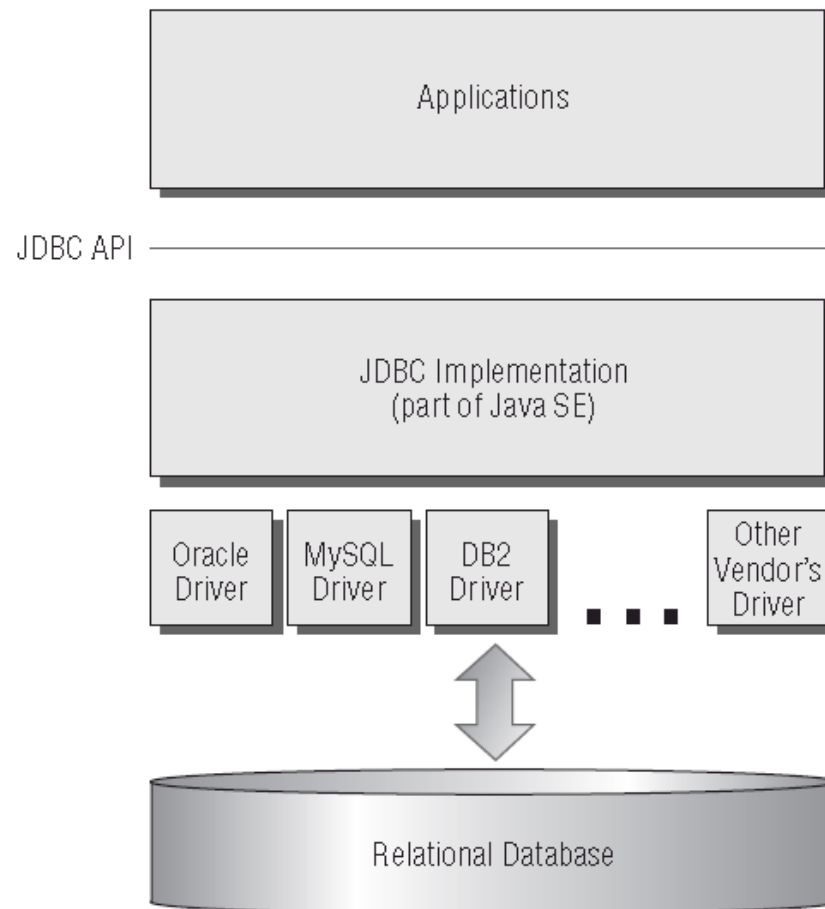 Applications
JDBC API
JDBC Implementation
(part of Java SE)
Oracle
Driver
MySQL
Driver
DB2
Driver
Other
Vendor's
Driver
Relational Database